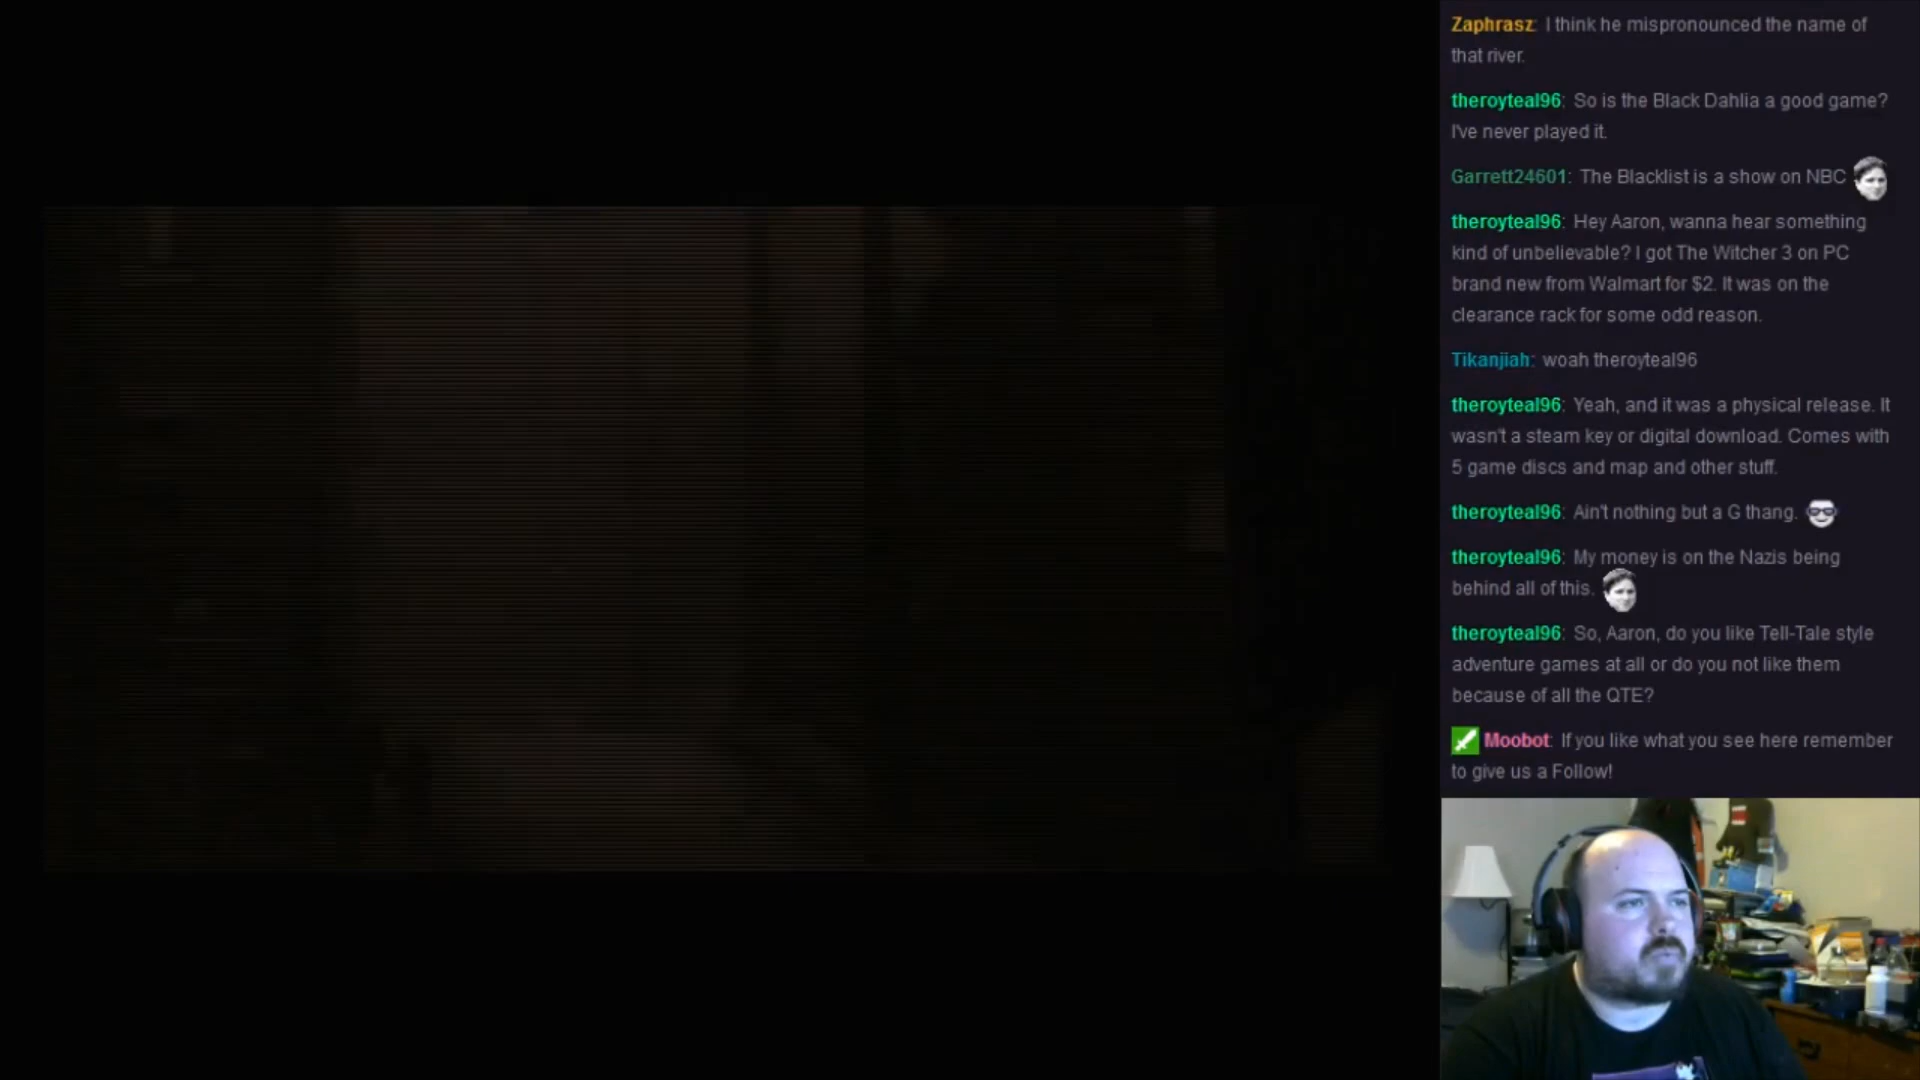 Zaphrasz: I think he mispronounced the name of
that river.
theroyteal96: So is the Black Dahlia a good game?
I've never played it.
Garrett24601: The Blacklist is a show on NBC
theroyteal96: Hey Aaron, wanna hear something
kind of unbelievable? I got The Witcher 3 on PC
brand new from Walmart for $2. It was on the
clearance rack for some odd reason.
Tikanjiah: woah theroyteal96
theroyteal96: Yeah, and it was a physical release. It
wasn't a steam key or digital download. Comes with
5 game discs and map and other stuff.
theroyteal96: Ain't nothing but a G thang.
theroyteal96: My money is on the Nazis being
behind all of this.
theroyteal96: So, Aaron, do you like Tell-Tale style
adventure games at all or do you not like them
because of all the QTE?
Moobot: If you like what you see here remember
to give us a Follow!